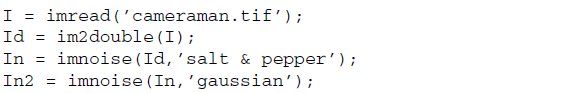 I = imread('cameraman.tif');
Id = im2double(I);
In = imnoise(Id,'salt & pepper');
In2 = imnoise(In,'gaussian');